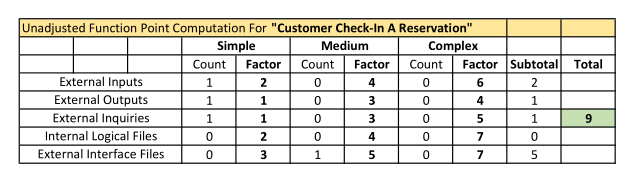 Unadjusted Function Point Computation For "Customer Check-In A Reservation"
Simple Medium Complex
Count Factor Count Factor Count Factor Subtotal Total
External Inputs 1 2 0 4 0 6 2
External Outputs 1 1 0 3 0 4 1
External Inquiries 1 1 0 3 0 5 1 9
Internal Logical Files 0 2 0 4 0 7 0
External Interface Files 0 3 1 5 0 7 5